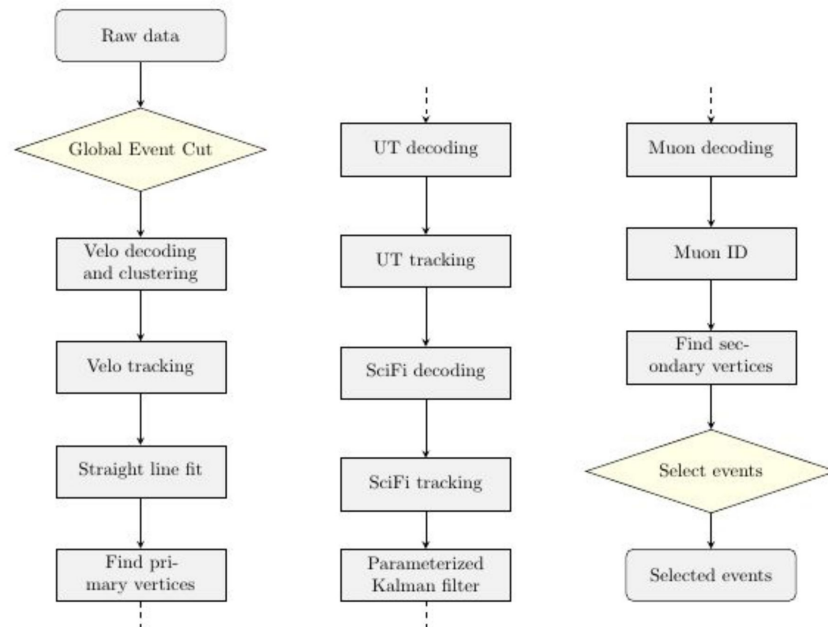 Raw data
Global Event Cut
Velo decoding
and clustering
Velo tracking
Straight line fit
Find pri-
mary vertices
UT decoding
UT tracking
SciFi decoding
SciFi tracking
Parameterized
Kalman filter
Muon decoding
Muon ID
Find sec-
ondary vertices
Select events
Selected events